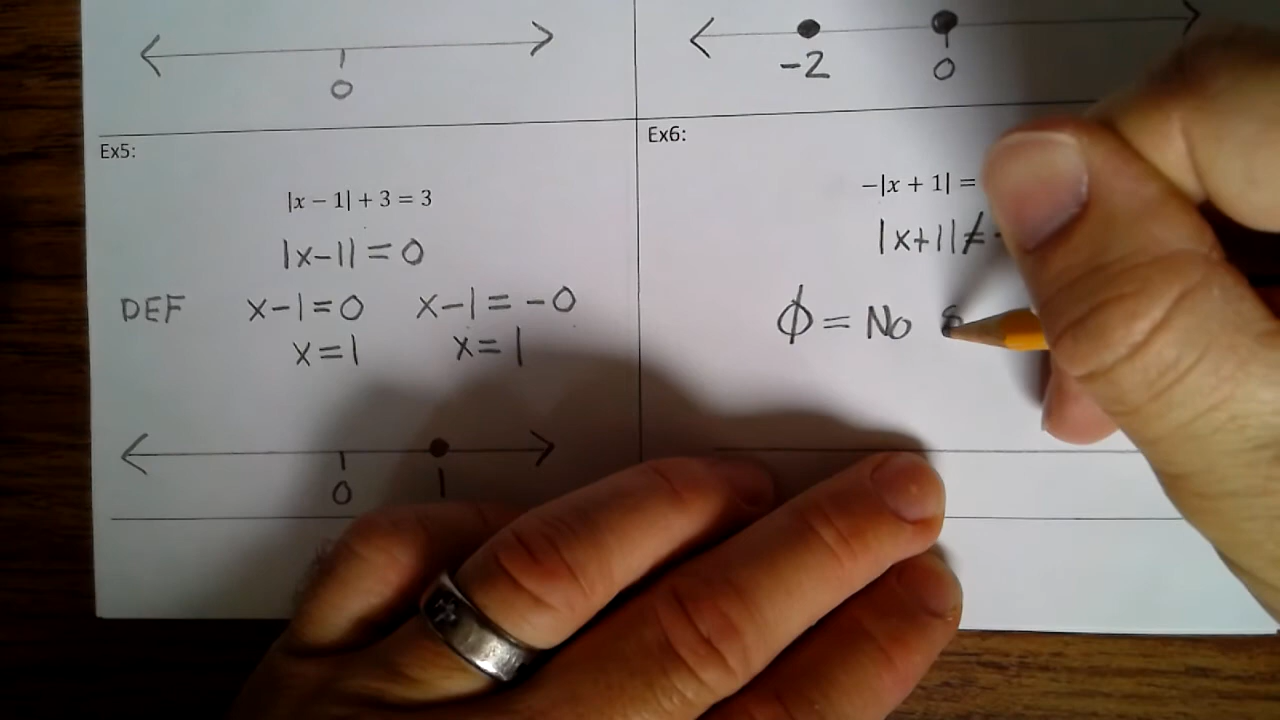 0
-2 0
Ex5:
|x − 1| + 3 = 3
|x-1| = 0
DEF x-1=0 x-1=-0
x=1 x=1
0 1
Ex6:
−|x + 1| =
|x+1| ≠ -
∅ = No